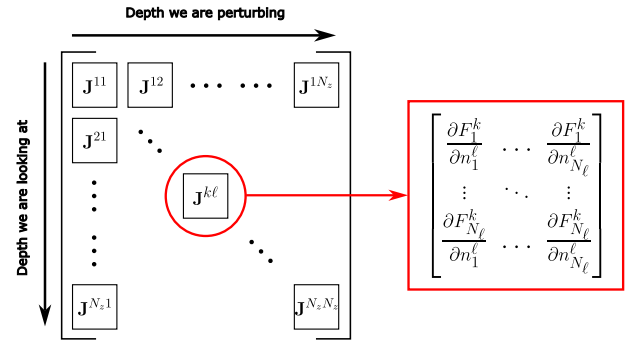 Depth we are perturbing
Depth we are looking at
J^{11} J^{12} ⋯ ⋯ J^{1N_z}
J^{21} ⋱
⋮ J^{kℓ}
⋮ ⋱
J^{N_z1} J^{N_zN_z}
∂F_1^k/∂n_1^ℓ … ∂F_1^k/∂n_{N_ℓ}^ℓ
⋮ ⋱ ⋮
∂F_{N_ℓ}^k/∂n_1^ℓ … ∂F_{N_ℓ}^k/∂n_{N_ℓ}^ℓ